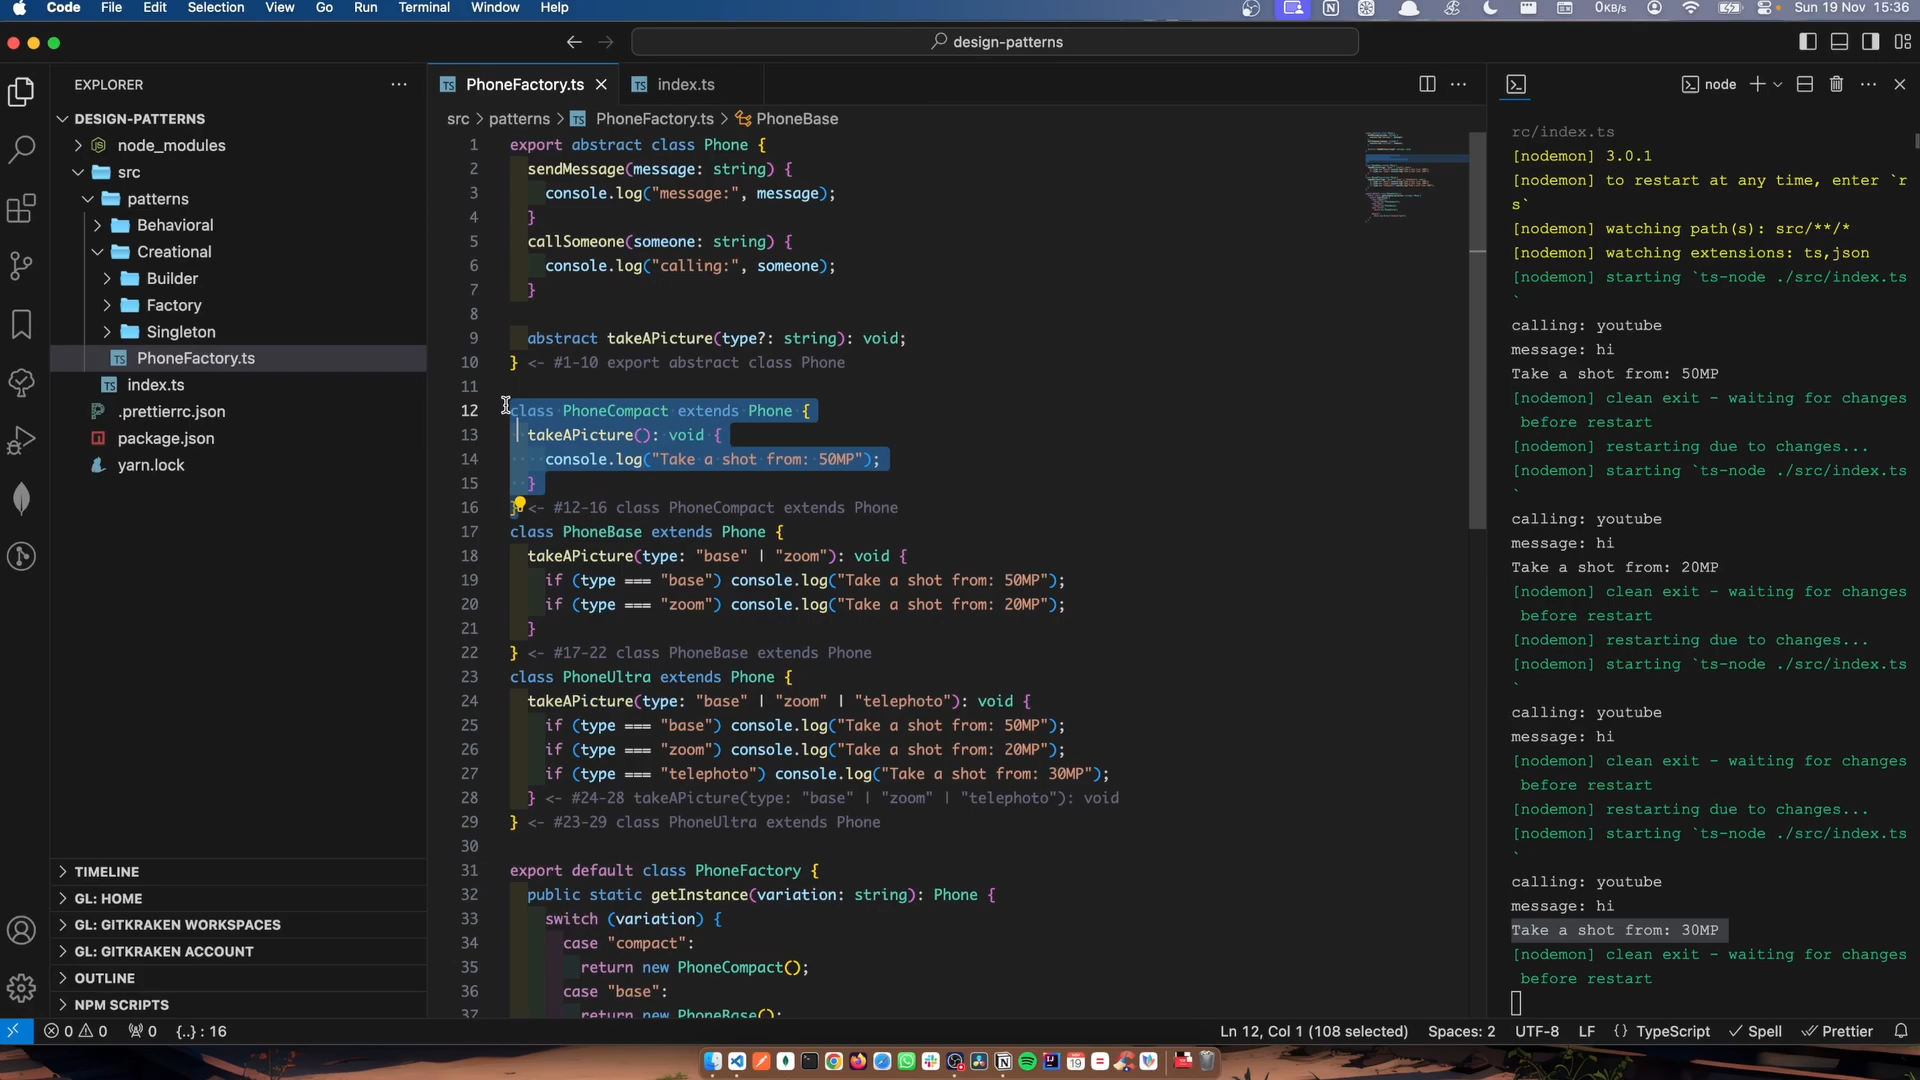 Code File Edit Selection View Go Run Terminal Window Help
0KB/s Sun 19 Nov 15:36
design-patterns
EXPLORER
DESIGN-PATTERNS
node_modules
src
patterns
Behavioral
Creational
Builder
Factory
Singleton
TS PhoneFactory.ts
TS index.ts
.prettierrc.json
package.json
yarn.lock
TIMELINE
GL: HOME
GL: GITKRAKEN WORKSPACES
GL: GITKRAKEN ACCOUNT
OUTLINE
NPM SCRIPTS
TS PhoneFactory.ts
TS index.ts
src > patterns > TS PhoneFactory.ts > PhoneBase
1 export abstract class Phone {
2 sendMessage(message: string) {
3 console.log("message:", message);
4 }
5 callSomeone(someone: string) {
6 console.log("calling:", someone);
7 }
8
9 abstract takeAPicture(type?: string): void;
10 } <- #1-10 export abstract class Phone
11
12 class PhoneCompact extends Phone {
13 takeAPicture(): void {
14 console.log("Take a shot from: 50MP");
15 }
16 } <- #12-16 class PhoneCompact extends Phone
17 class PhoneBase extends Phone {
18 takeAPicture(type: "base" | "zoom"): void {
19 if (type === "base") console.log("Take a shot from: 50MP");
20 if (type === "zoom") console.log("Take a shot from: 20MP");
21 }
22 } <- #17-22 class PhoneBase extends Phone
23 class PhoneUltra extends Phone {
24 takeAPicture(type: "base" | "zoom" | "telephoto"): void {
25 if (type === "base") console.log("Take a shot from: 50MP");
26 if (type === "zoom") console.log("Take a shot from: 20MP");
27 if (type === "telephoto") console.log("Take a shot from: 30MP");
28 } <- #24-28 takeAPicture(type: "base" | "zoom" | "telephoto"): void
29 } <- #23-29 class PhoneUltra extends Phone
30
31 export default class PhoneFactory {
32 public static getInstance(variation: string): Phone {
33 switch (variation) {
34 case "compact":
35 return new PhoneCompact();
36 case "base":
37 return new PhoneBase();
node
rc/index.ts
[nodemon] 3.0.1
[nodemon] to restart at any time, enter `r
s`
[nodemon] watching path(s): src/**/*
[nodemon] watching extensions: ts,json
[nodemon] starting `ts-node ./src/index.ts
`
calling: youtube
message: hi
Take a shot from: 50MP
[nodemon] clean exit - waiting for changes
before restart
[nodemon] restarting due to changes...
[nodemon] starting `ts-node ./src/index.ts
`
calling: youtube
message: hi
Take a shot from: 20MP
[nodemon] clean exit - waiting for changes
before restart
[nodemon] restarting due to changes...
[nodemon] starting `ts-node ./src/index.ts
`
calling: youtube
message: hi
[nodemon] clean exit - waiting for changes
before restart
[nodemon] restarting due to changes...
[nodemon] starting `ts-node ./src/index.ts
`
calling: youtube
message: hi
Take a shot from: 30MP
[nodemon] clean exit - waiting for changes
before restart
0 0 0 {..} : 16
Ln 12, Col 1 (108 selected) Spaces: 2 UTF-8 LF {} TypeScript Spell Prettier